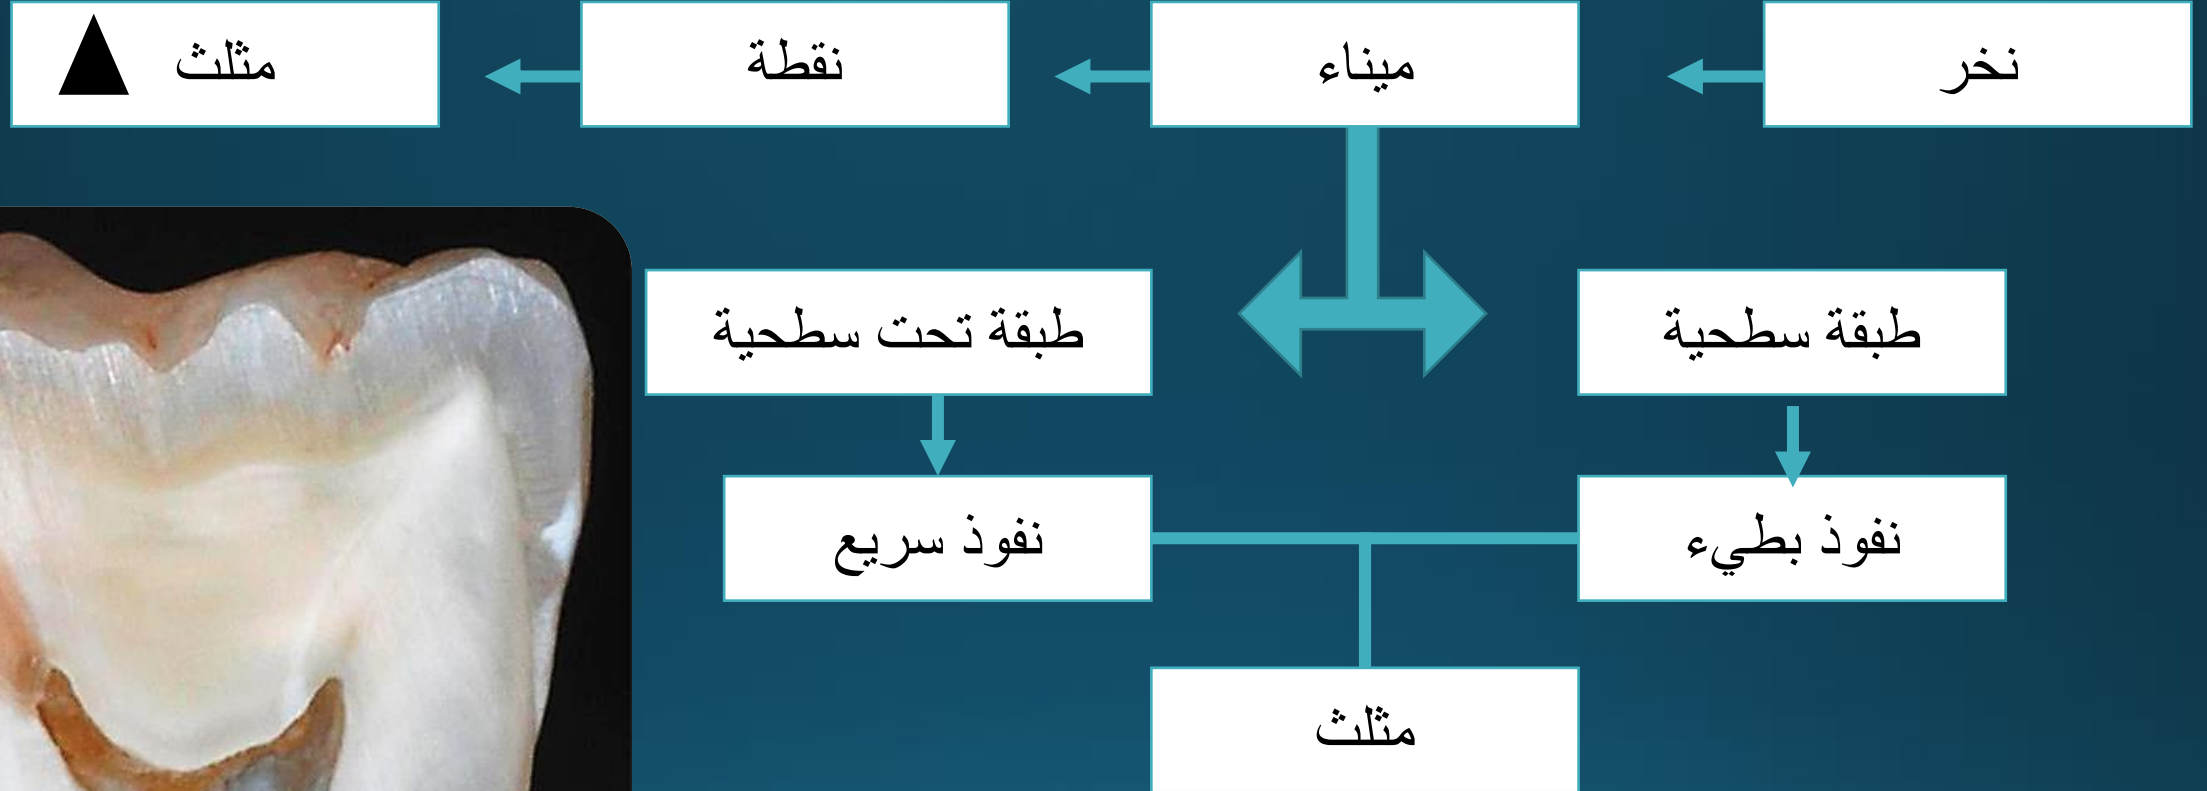 نخر
ميناء
نقطة
مثلث
طبقة سطحية
طبقة تحت سطحية
نفوذ بطيء
نفوذ سريع
مثلث